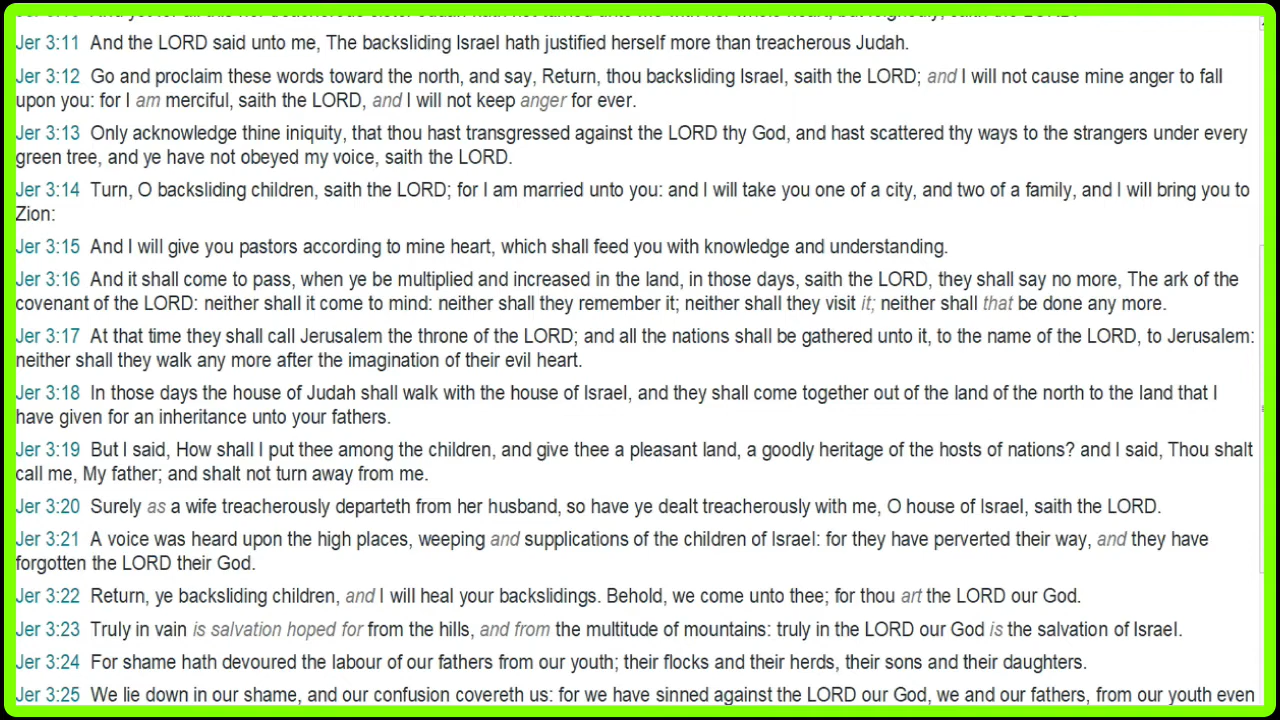 Jer 3:11 And the LORD said unto me, The backsliding Israel hath justified herself more than treacherous Judah.
Jer 3:12 Go and proclaim these words toward the north, and say, Return, thou backsliding Israel, saith the LORD; and I will not cause mine anger to fall
upon you: for I am merciful, saith the LORD, and I will not keep anger for ever.
Jer 3:13 Only acknowledge thine iniquity, that thou hast transgressed against the LORD thy God, and hast scattered thy ways to the strangers under every
green tree, and ye have not obeyed my voice, saith the LORD.
Jer 3:14 Turn, O backsliding children, saith the LORD; for I am married unto you: and I will take you one of a city, and two of a family, and I will bring you to
Zion:
Jer 3:15 And I will give you pastors according to mine heart, which shall feed you with knowledge and understanding.
Jer 3:16 And it shall come to pass, when ye be multiplied and increased in the land, in those days, saith the LORD, they shall say no more, The ark of the
covenant of the LORD: neither shall it come to mind: neither shall they remember it; neither shall they visit it; neither shall that be done any more.
Jer 3:17 At that time they shall call Jerusalem the throne of the LORD; and all the nations shall be gathered unto it, to the name of the LORD, to Jerusalem:
neither shall they walk any more after the imagination of their evil heart.
Jer 3:18 In those days the house of Judah shall walk with the house of Israel, and they shall come together out of the land of the north to the land that I
have given for an inheritance unto your fathers.
Jer 3:19 But I said, How shall I put thee among the children, and give thee a pleasant land, a goodly heritage of the hosts of nations? and I said, Thou shalt
call me, My father; and shalt not turn away from me.
Jer 3:20 Surely as a wife treacherously departeth from her husband, so have ye dealt treacherously with me, O house of Israel, saith the LORD.
Jer 3:21 A voice was heard upon the high places, weeping and supplications of the children of Israel: for they have perverted their way, and they have
forgotten the LORD their God.
Jer 3:22 Return, ye backsliding children, and I will heal your backslidings. Behold, we come unto thee; for thou art the LORD our God.
Jer 3:23 Truly in vain is salvation hoped for from the hills, and from the multitude of mountains: truly in the LORD our God is the salvation of Israel.
Jer 3:24 For shame hath devoured the labour of our fathers from our youth; their flocks and their herds, their sons and their daughters.
Jer 3:25 We lie down in our shame, and our confusion covereth us: for we have sinned against the LORD our God, we and our fathers, from our youth even